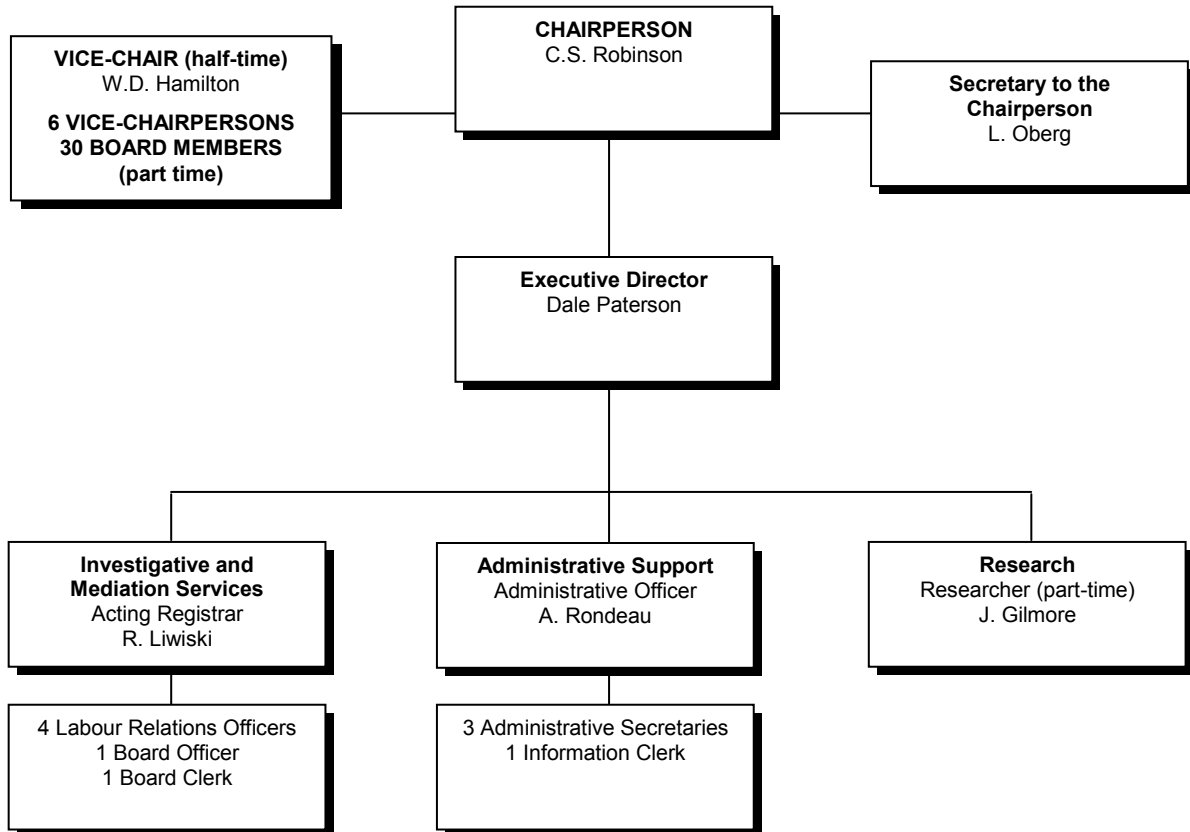 CHAIRPERSON
C.S. Robinson
VICE-CHAIR (half-time)
W.D. Hamilton
6 VICE-CHAIRPERSONS
30 BOARD MEMBERS
(part time)
Secretary to the
Chairperson
L. Oberg
Executive Director
Dale Paterson
Investigative and
Mediation Services
Acting Registrar
R. Liwiski
Administrative Support
Administrative Officer
A. Rondeau
Research
Researcher (part-time)
J. Gilmore
4 Labour Relations Officers
1 Board Officer
1 Board Clerk
3 Administrative Secretaries
1 Information Clerk